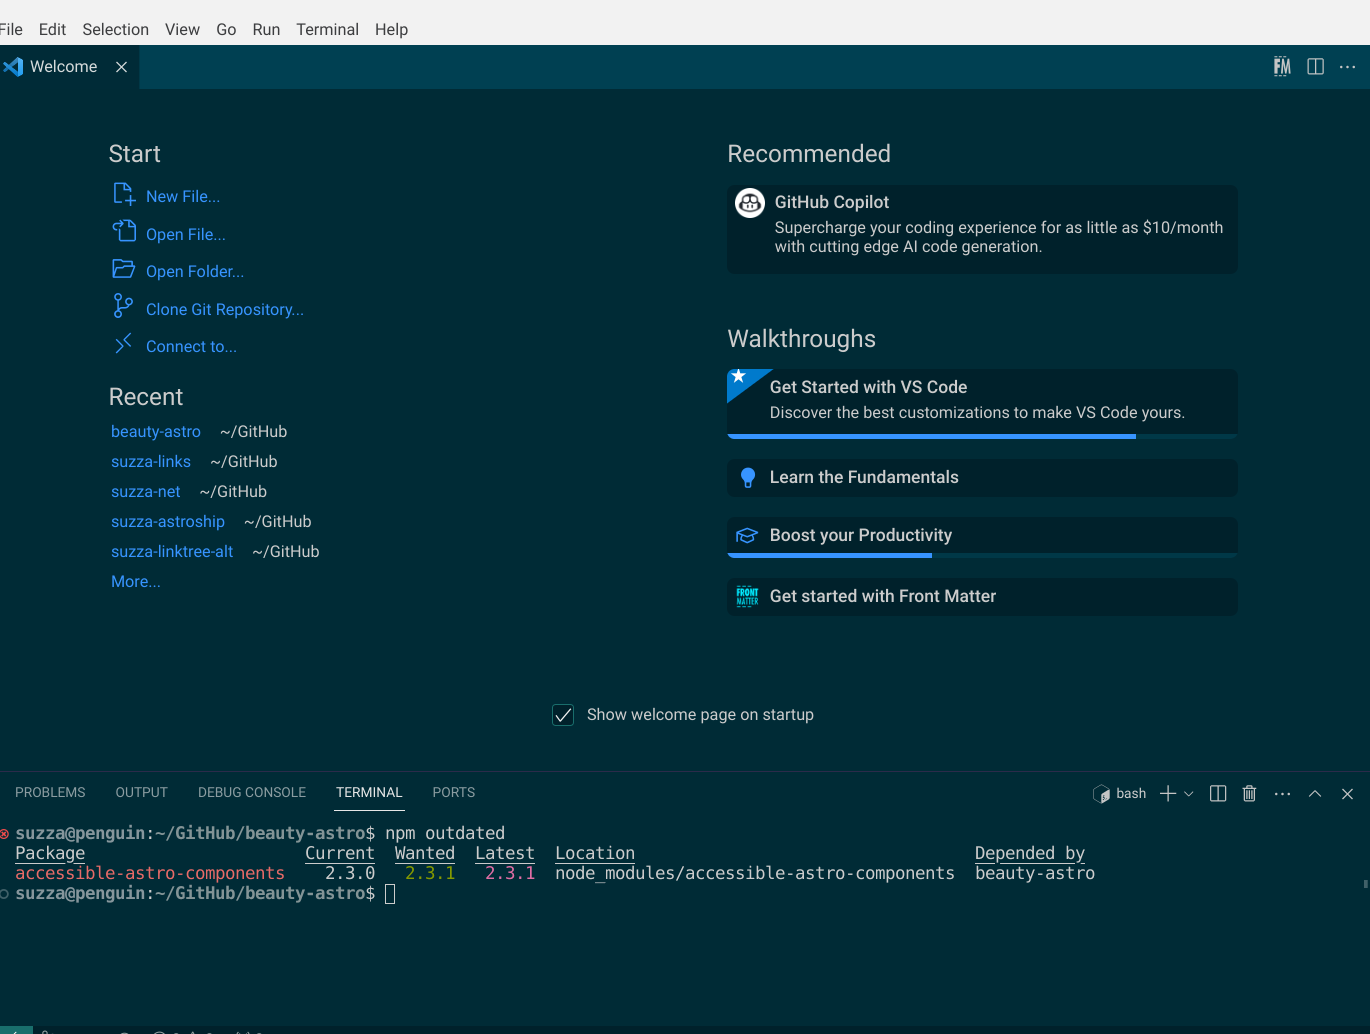 File Edit Selection View Go Run Terminal Help
Welcome
FM
Start
New File...
Open File...
Open Folder...
Clone Git Repository...
Connect to...
Recent
beauty-astro ~/GitHub
suzza-links ~/GitHub
suzza-net ~/GitHub
suzza-astroship ~/GitHub
suzza-linktree-alt ~/GitHub
More...
Recommended
GitHub Copilot
Supercharge your coding experience for as little as $10/month
with cutting edge AI code generation.
Walkthroughs
Get Started with VS Code
Discover the best customizations to make VS Code yours.
Learn the Fundamentals
Boost your Productivity
FRONT
MATTER
Get started with Front Matter
Show welcome page on startup
PROBLEMS OUTPUT DEBUG CONSOLE TERMINAL PORTS
bash
suzza@penguin:~/GitHub/beauty-astro$ npm outdated
Package Current Wanted Latest Location Depended by
accessible-astro-components 2.3.0 2.3.1 2.3.1 node_modules/accessible-astro-components beauty-astro
suzza@penguin:~/GitHub/beauty-astro$